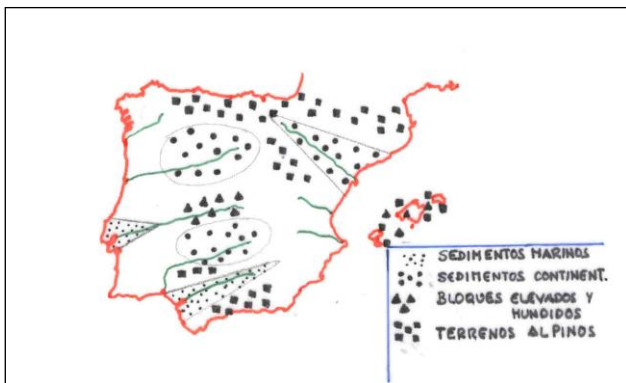 SEDIMENTOS MARINOS
SEDIMENTOS CONTINENT.
BLOQUES ELEVADOS Y
HUNDIDOS
TERRENOS ALPINOS